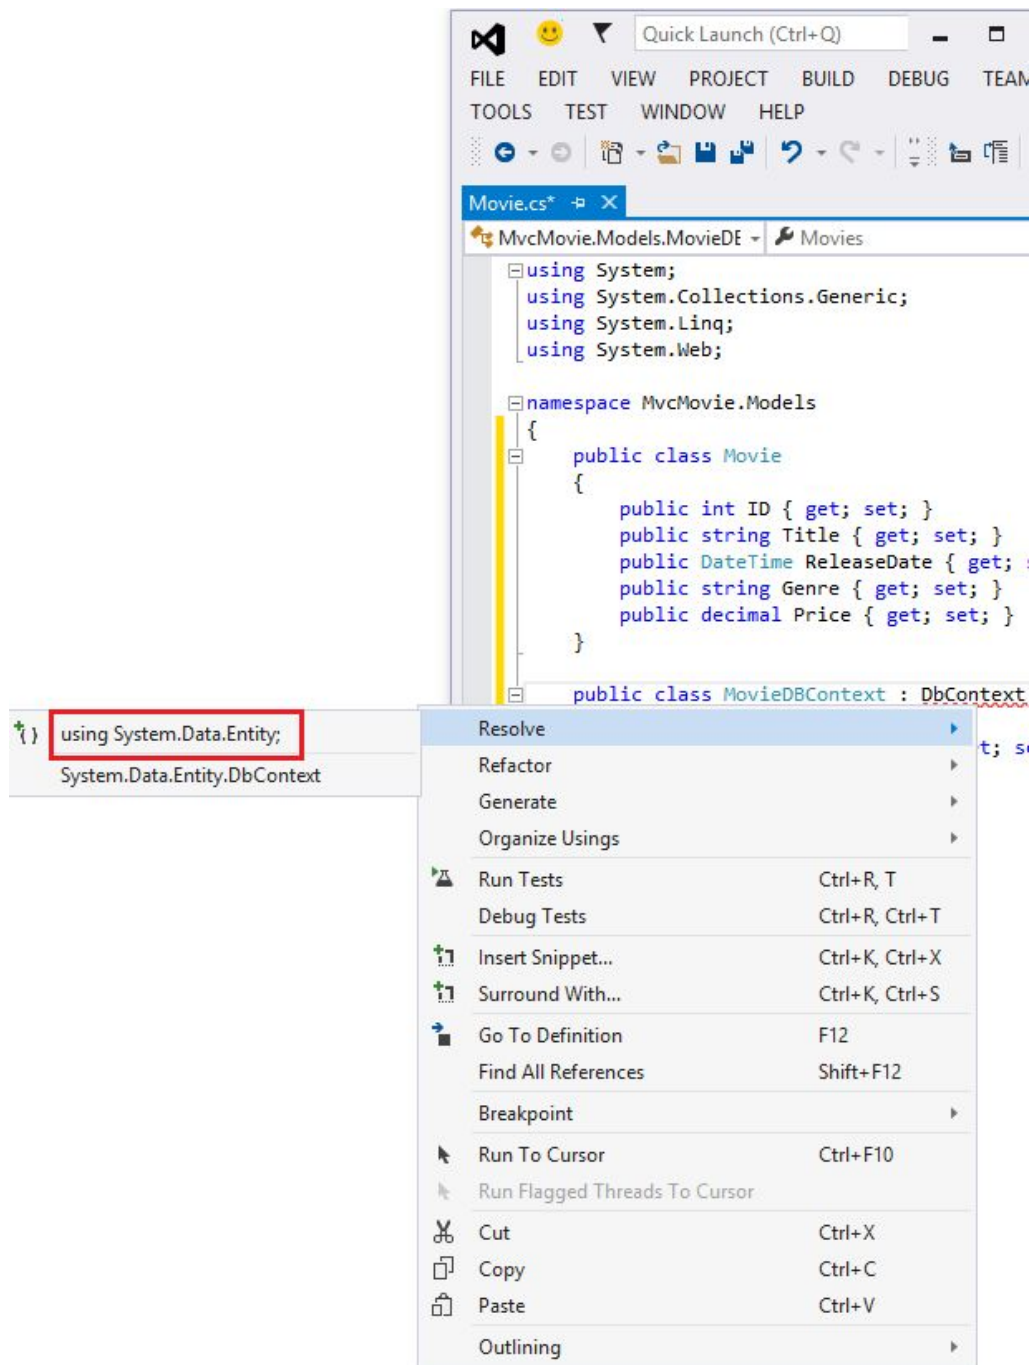 Quick Launch (Ctrl+Q)
FILE EDIT VIEW PROJECT BUILD DEBUG TEAM
TOOLS TEST WINDOW HELP
Movie.cs*
MvcMovie.Models.MovieDB Movies
using System;
using System.Collections.Generic;
using System.Linq;
using System.Web;
namespace MvcMovie.Models
{
public class Movie
{
public int ID { get; set; }
public string Title { get; set; }
public DateTime ReleaseDate { get;
public string Genre { get; set; }
public decimal Price { get; set; }
}
public class MovieDBContext : DbContext
t; se
using System.Data.Entity;
System.Data.Entity.DbContext
Resolve
Refactor
Generate
Organize Usings
Run Tests Ctrl+R, T
Debug Tests Ctrl+R, Ctrl+T
Insert Snippet... Ctrl+K, Ctrl+X
Surround With... Ctrl+K, Ctrl+S
Go To Definition F12
Find All References Shift+F12
Breakpoint
Run To Cursor Ctrl+F10
Run Flagged Threads To Cursor
Cut Ctrl+X
Copy Ctrl+C
Paste Ctrl+V
Outlining